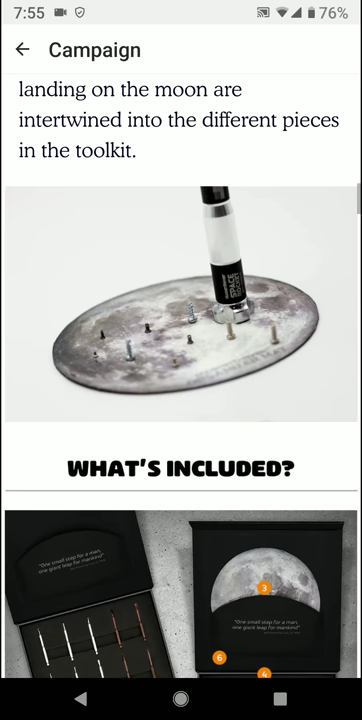 7:55
76%
Campaign
landing on the moon are
intertwined into the different pieces
in the toolkit.
SPACE
ROCKET
WHAT'S INCLUDED?
"One small step for a man,
one giant leap for mankind"
3
"One small step for a man,
one giant leap for mankind"
6
4